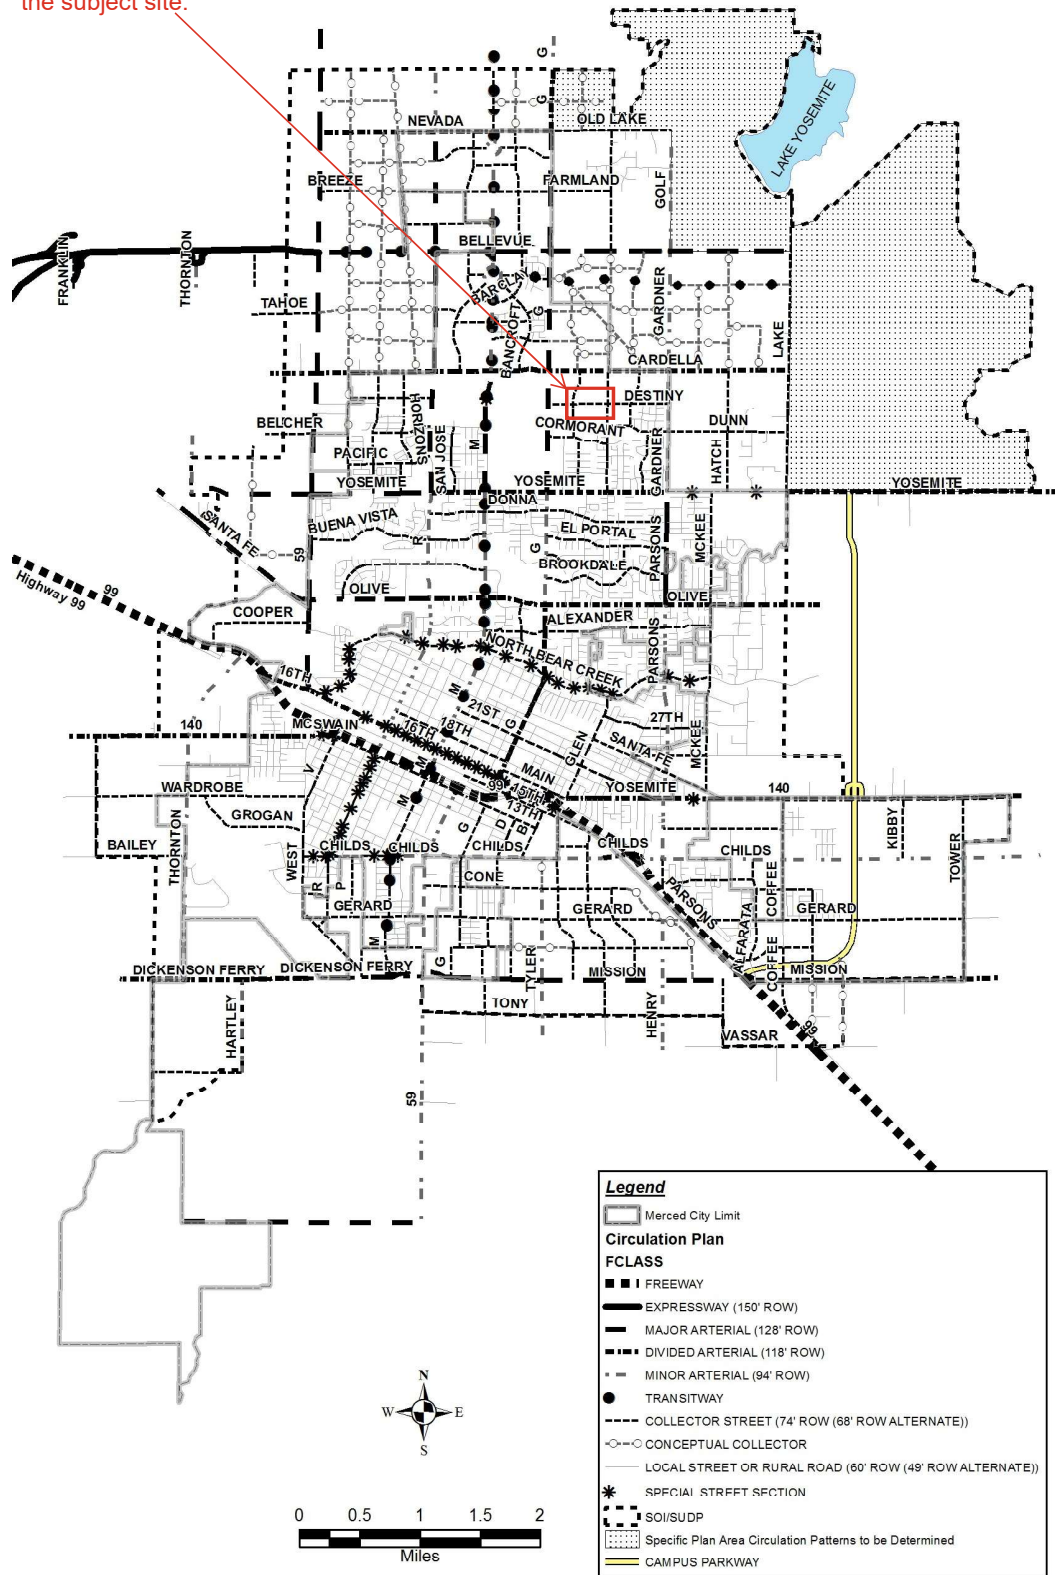 the subject site.
G
G
NEVADA
OLD LAKE
LAKE YOSEMITE
BREEZE
FARMLAND
GOLF
BELLEVUE
FRANKLIN
THORNTON
BARCLAY
G
GARDNER
TAHOE
BANCROFT
LAKE
CARDELLA
HORIZONS
DESTINY
BELCHER
SAN JOSE
M
CORMORANT
DUNN
GARDNER
HATCH
PACIFIC
YOSEMITE
YOSEMITE
YOSEMITE
DONNA
SANTA FE
BUENA VISTA
EL PORTAL
PARSONS
MCKEE
59
R
G
BROOKDALE
Highway 99
99
OLIVE
OLIVE
COOPER
ALEXANDER
NORTH BEAR CREEK
PARSONS
16TH
M
21ST
27TH
140
MCSWAIN
16TH
18TH
G
GLEN
SANTA FE
MCKEE
V
M
MAIN
99
15TH
13TH
YOSEMITE
140
WARDROBE
M
GROGAN
G
D
B
KIBBY
BAILEY
THORNTON
WEST
CHILDS
CHILDS
CHILDS
CHILDS
CHILDS
TOWER
R
P
CONE
PARSONS
COFFEE
GERARD
GERARD
GERARD
ALFARATA
M
G
TYLER
COFFEE
DICKENSON FERRY
DICKENSON FERRY
MISSION
MISSION
HARTLEY
TONY
HENRY
VASSAR
99
59
Legend
Merced City Limit
Circulation Plan
FCLASS
FREEWAY
EXPRESSWAY (150' ROW)
MAJOR ARTERIAL (128' ROW)
DIVIDED ARTERIAL (118' ROW)
MINOR ARTERIAL (94' ROW)
TRANSITWAY
COLLECTOR STREET (74' ROW (68' ROW ALTERNATE))
CONCEPTUAL COLLECTOR
LOCAL STREET OR RURAL ROAD (60' ROW (49' ROW ALTERNATE))
SPECIAL STREET SECTION
SOI/SUDP
Specific Plan Area Circulation Patterns to be Determined
CAMPUS PARKWAY
N
W
E
S
0 0.5 1 1.5 2
Miles